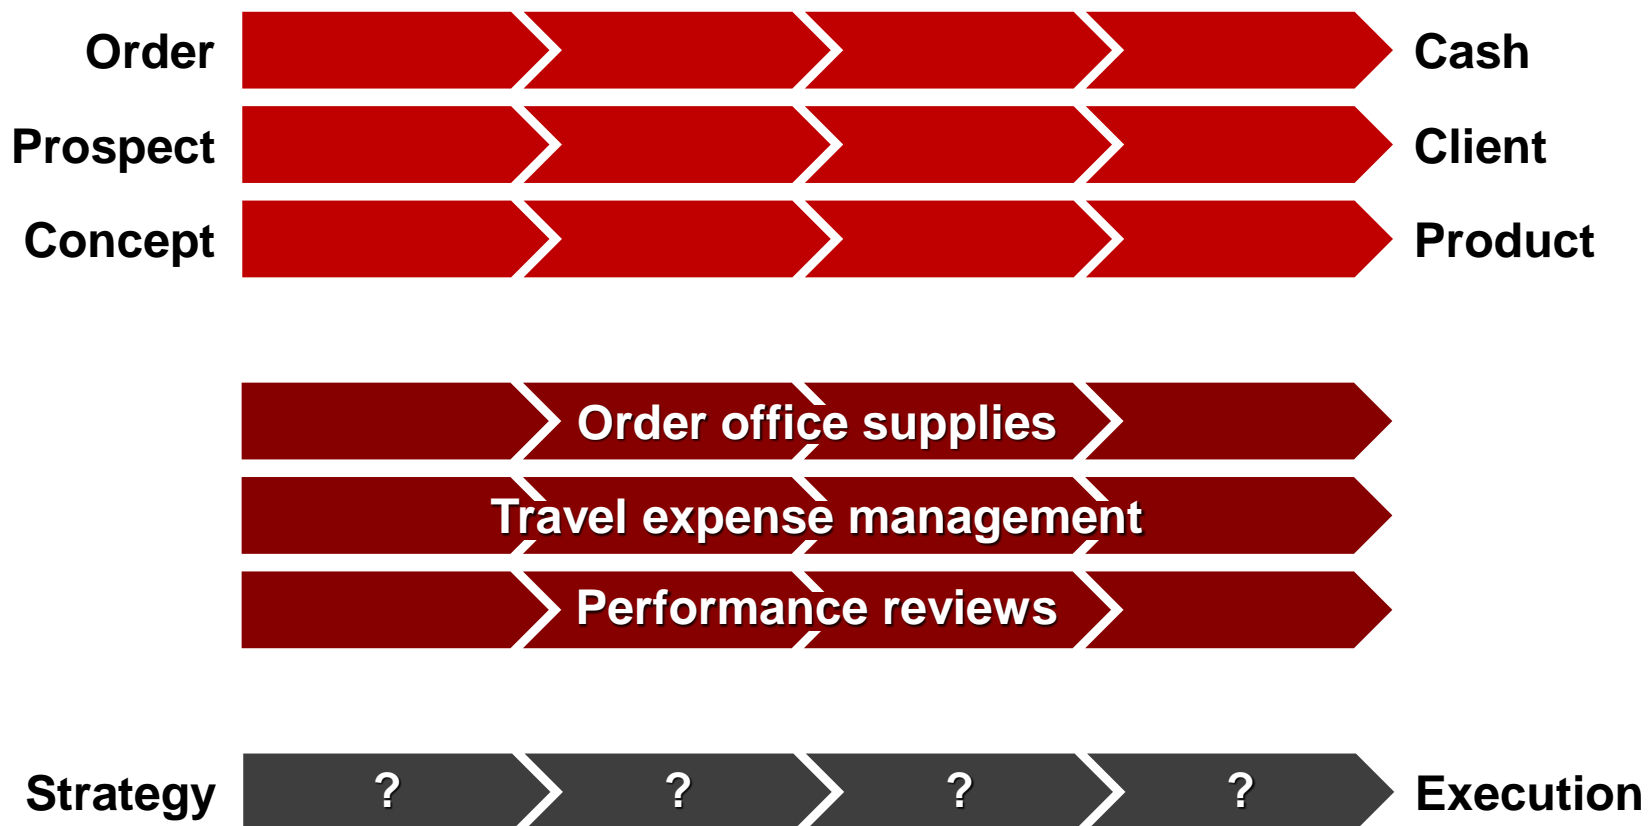 Order Cash
Prospect Client
Concept Product
Order office supplies
Travel expense management
Performance reviews
Strategy ? ? ? ? Execution